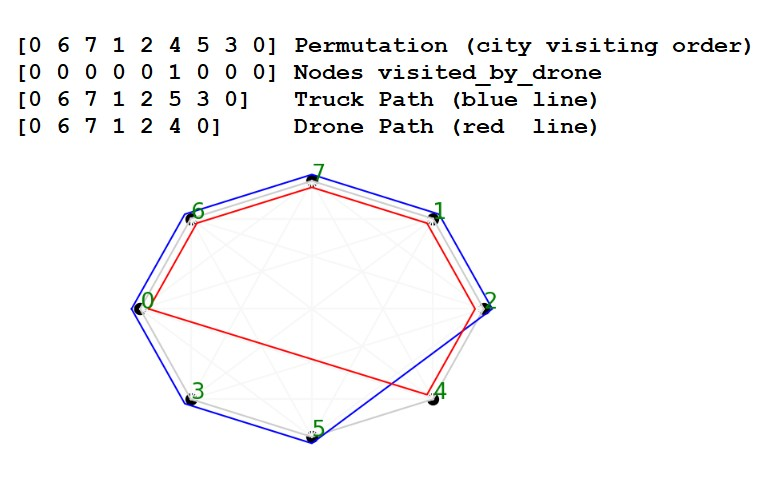 [0 6 7 1 2 4 5 3 0] Permutation (city visiting order)
[0 0 0 0 0 1 0 0 0] Nodes visited_by_drone
[0 6 7 1 2 5 3 0] Truck Path (blue line)
[0 6 7 1 2 4 0] Drone Path (red line)
7
6 1
0 2
3 4
5